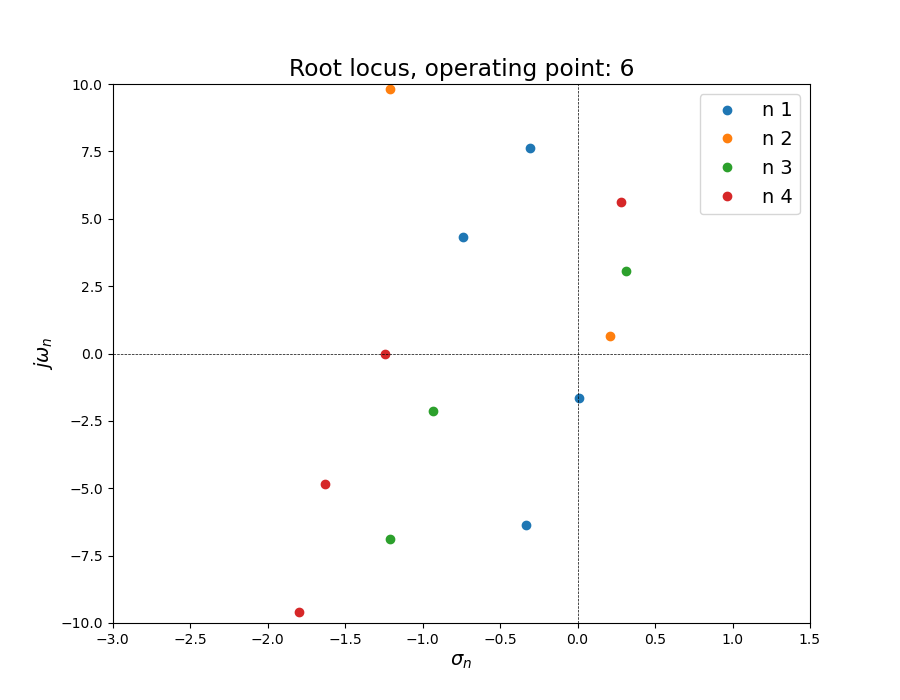 Root locus, operating point: 6
n 1
n 2
n 3
n 4
10.0
7.5
5.0
2.5
0.0
−2.5
−5.0
−7.5
−10.0
jωₙ
−3.0 −2.5 −2.0 −1.5 −1.0 −0.5 0.0 0.5 1.0 1.5
σₙ